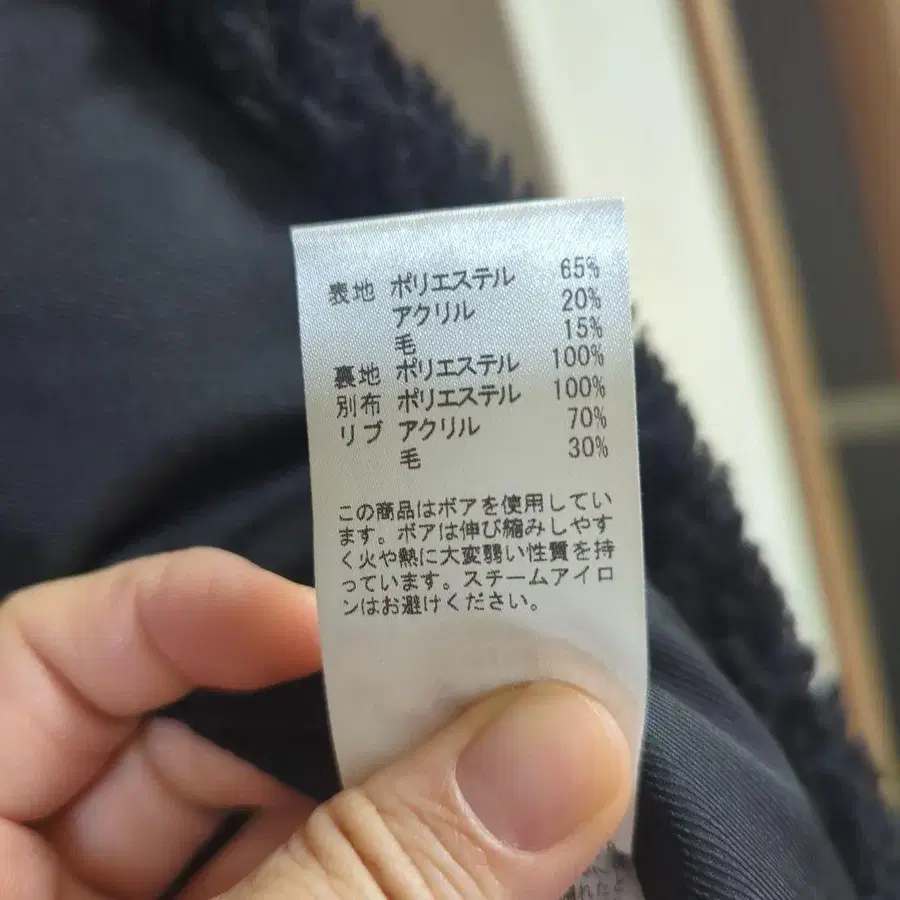 表地 ポリエステル 65%
アクリル 20%
毛 15%
裏地 ポリエステル 100%
別布 ポリエステル 100%
リブ アクリル 70%
毛 30%
この商品はボアを使用してい
ます。ボアは伸び縮みしやす
く火や熱に大変弱い性質を持
っています。スチームアイロ
ンはお避けください。